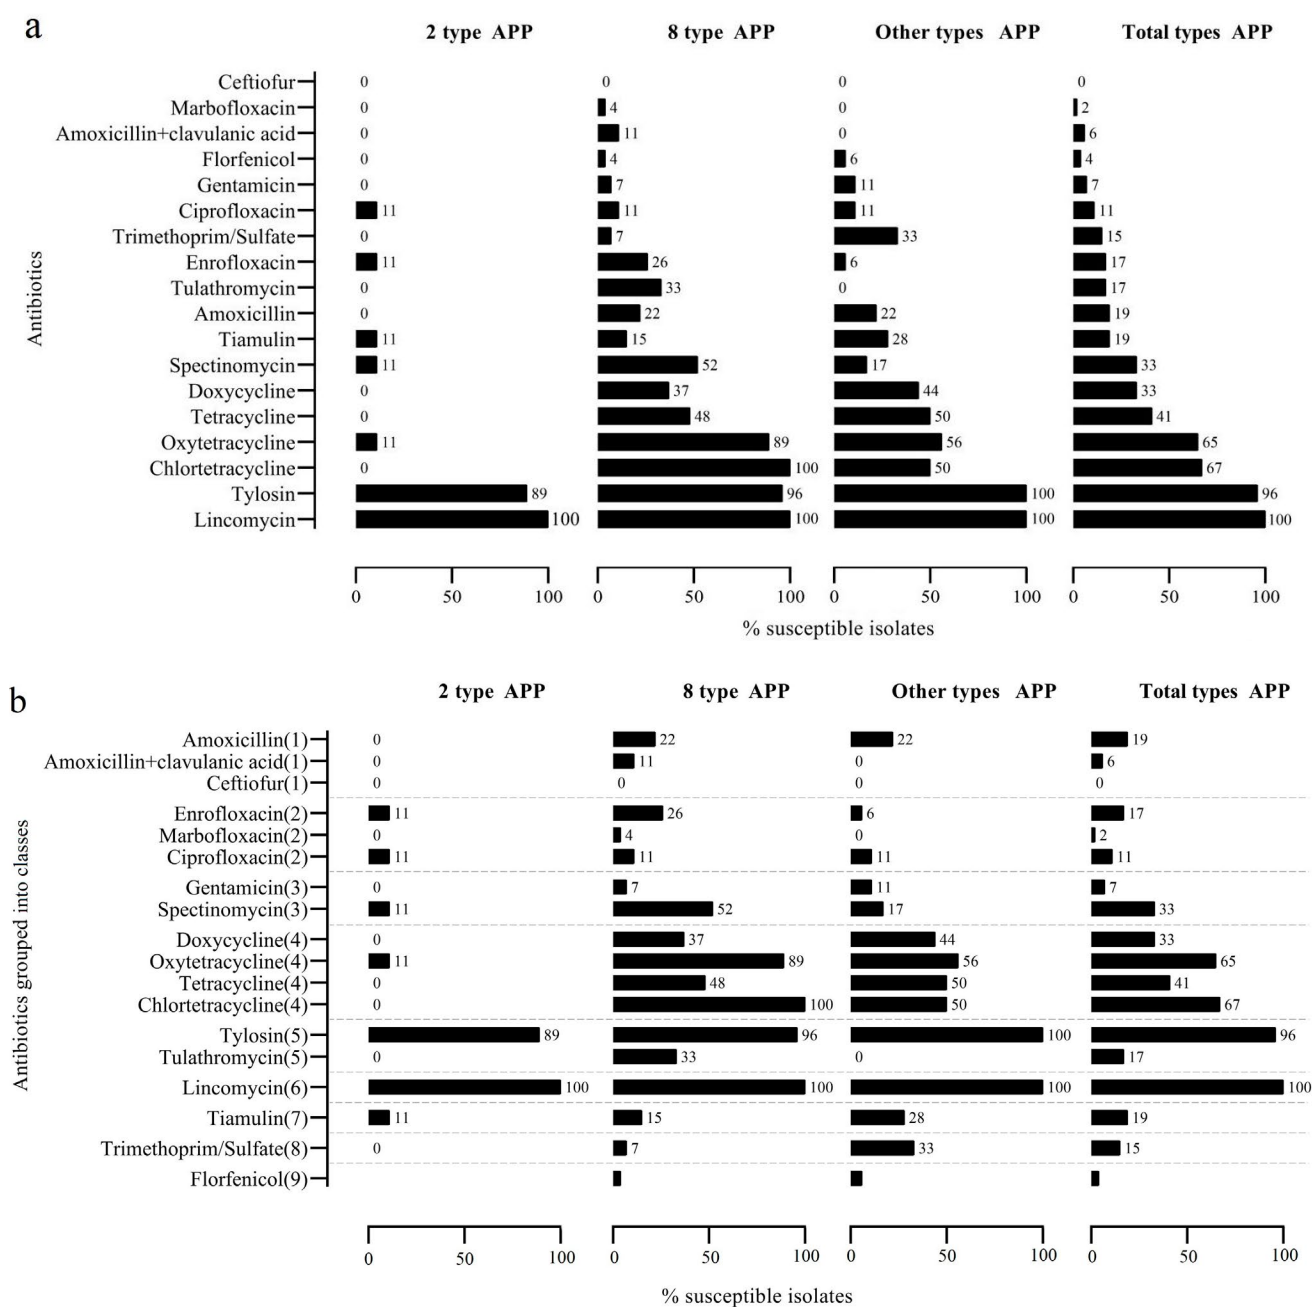 a
2 type APP 8 type APP Other types APP Total types APP
Ceftiofur 0 0 0 0
Marbofloxacin 0 4 0 2
Amoxicillin+clavulanic acid 0 11 0 6
Florfenicol 0 4 6 4
Gentamicin 0 7 11 7
Ciprofloxacin 11 11 11 11
Trimethoprim/Sulfate 0 7 33 15
Enrofloxacin 11 26 6 17
Tulathromycin 0 33 0 17
Amoxicillin 0 22 22 19
Tiamulin 11 15 28 19
Spectinomycin 11 52 17 33
Doxycycline 0 37 44 33
Tetracycline 0 48 50 41
Oxytetracycline 11 89 56 65
Chlortetracycline 0 100 50 67
Tylosin 89 96 100 96
Lincomycin 100 100 100 100
Antibiotics
0 50 100 0 50 100 0 50 100 0 50 100
% susceptible isolates
b
2 type APP 8 type APP Other types APP Total types APP
Amoxicillin(1) 0 22 22 19
Amoxicillin+clavulanic acid(1) 0 11 0 6
Ceftiofur(1) 0 0 0 0
Enrofloxacin(2) 11 26 6 17
Marbofloxacin(2) 0 4 0 2
Ciprofloxacin(2) 11 11 11 11
Gentamicin(3) 0 7 11 7
Spectinomycin(3) 11 52 17 33
Doxycycline(4) 0 37 44 33
Oxytetracycline(4) 11 89 56 65
Tetracycline(4) 0 48 50 41
Chlortetracycline(4) 0 100 50 67
Tylosin(5) 89 96 100 96
Tulathromycin(5) 0 33 0 17
Lincomycin(6) 100 100 100 100
Tiamulin(7) 11 15 28 19
Trimethoprim/Sulfate(8) 0 7 33 15
Florfenicol(9)
Antibiotics grouped into classes
0 50 100 0 50 100 0 50 100 0 50 100
% susceptible isolates